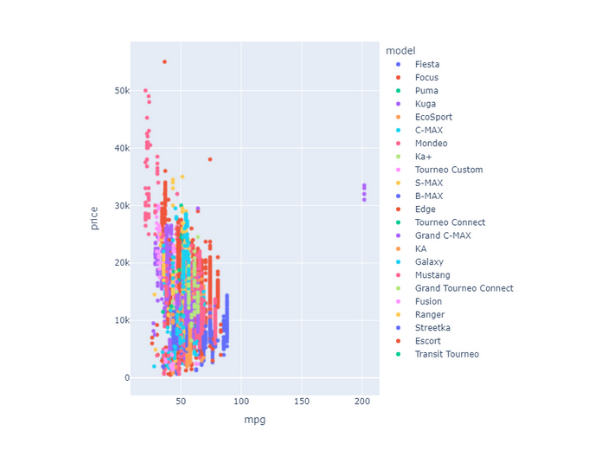 model
Fiesta
Focus
Puma
Kuga
EcoSport
C-MAX
Mondeo
Ka+
Tourneo Custom
S-MAX
B-MAX
Edge
Tourneo Connect
Grand C-MAX
KA
Galaxy
Mustang
Grand Tourneo Connect
Fusion
Ranger
Streetka
Escort
Transit Tourneo
50k
40k
30k
20k
10k
0
price
50 100 150 200
mpg